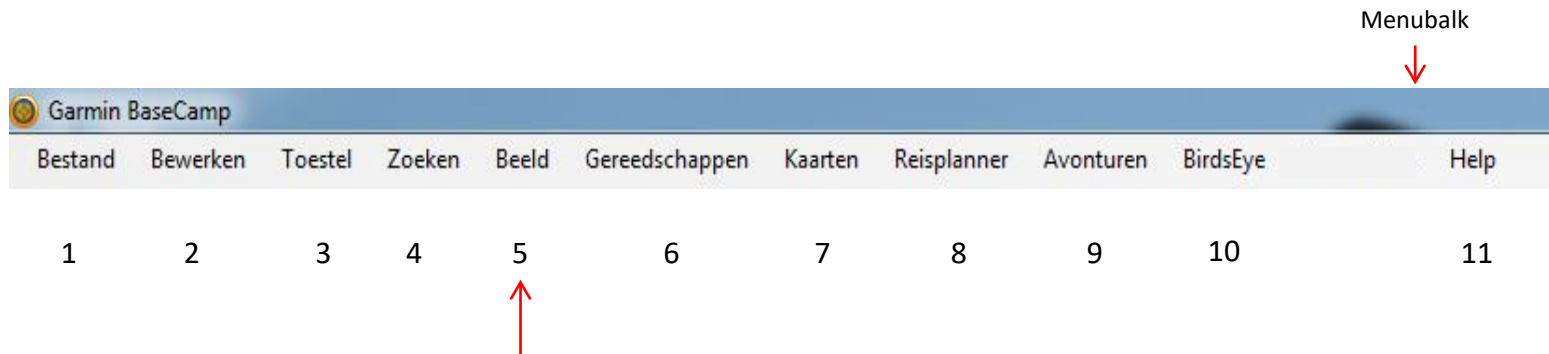 Menubalk
Garmin BaseCamp
Bestand Bewerken Toestel Zoeken Beeld Gereedschappen Kaarten Reisplanner Avonturen BirdsEye Help
1 2 3 4 5 6 7 8 9 10 11